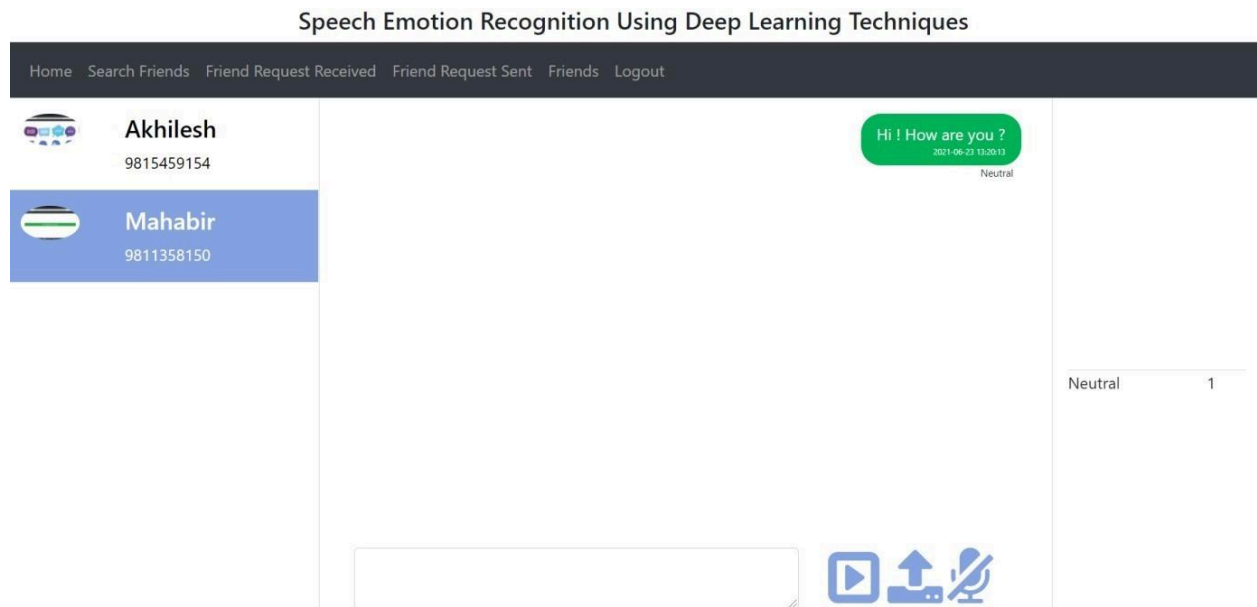 Speech Emotion Recognition Using Deep Learning Techniques
Home Search Friends Friend Request Received Friend Request Sent Friends Logout
Akhilesh
9815459154
Mahabir
9811358150
Hi ! How are you ?
2021-06-23 13:20:13
Neutral
Neutral 1